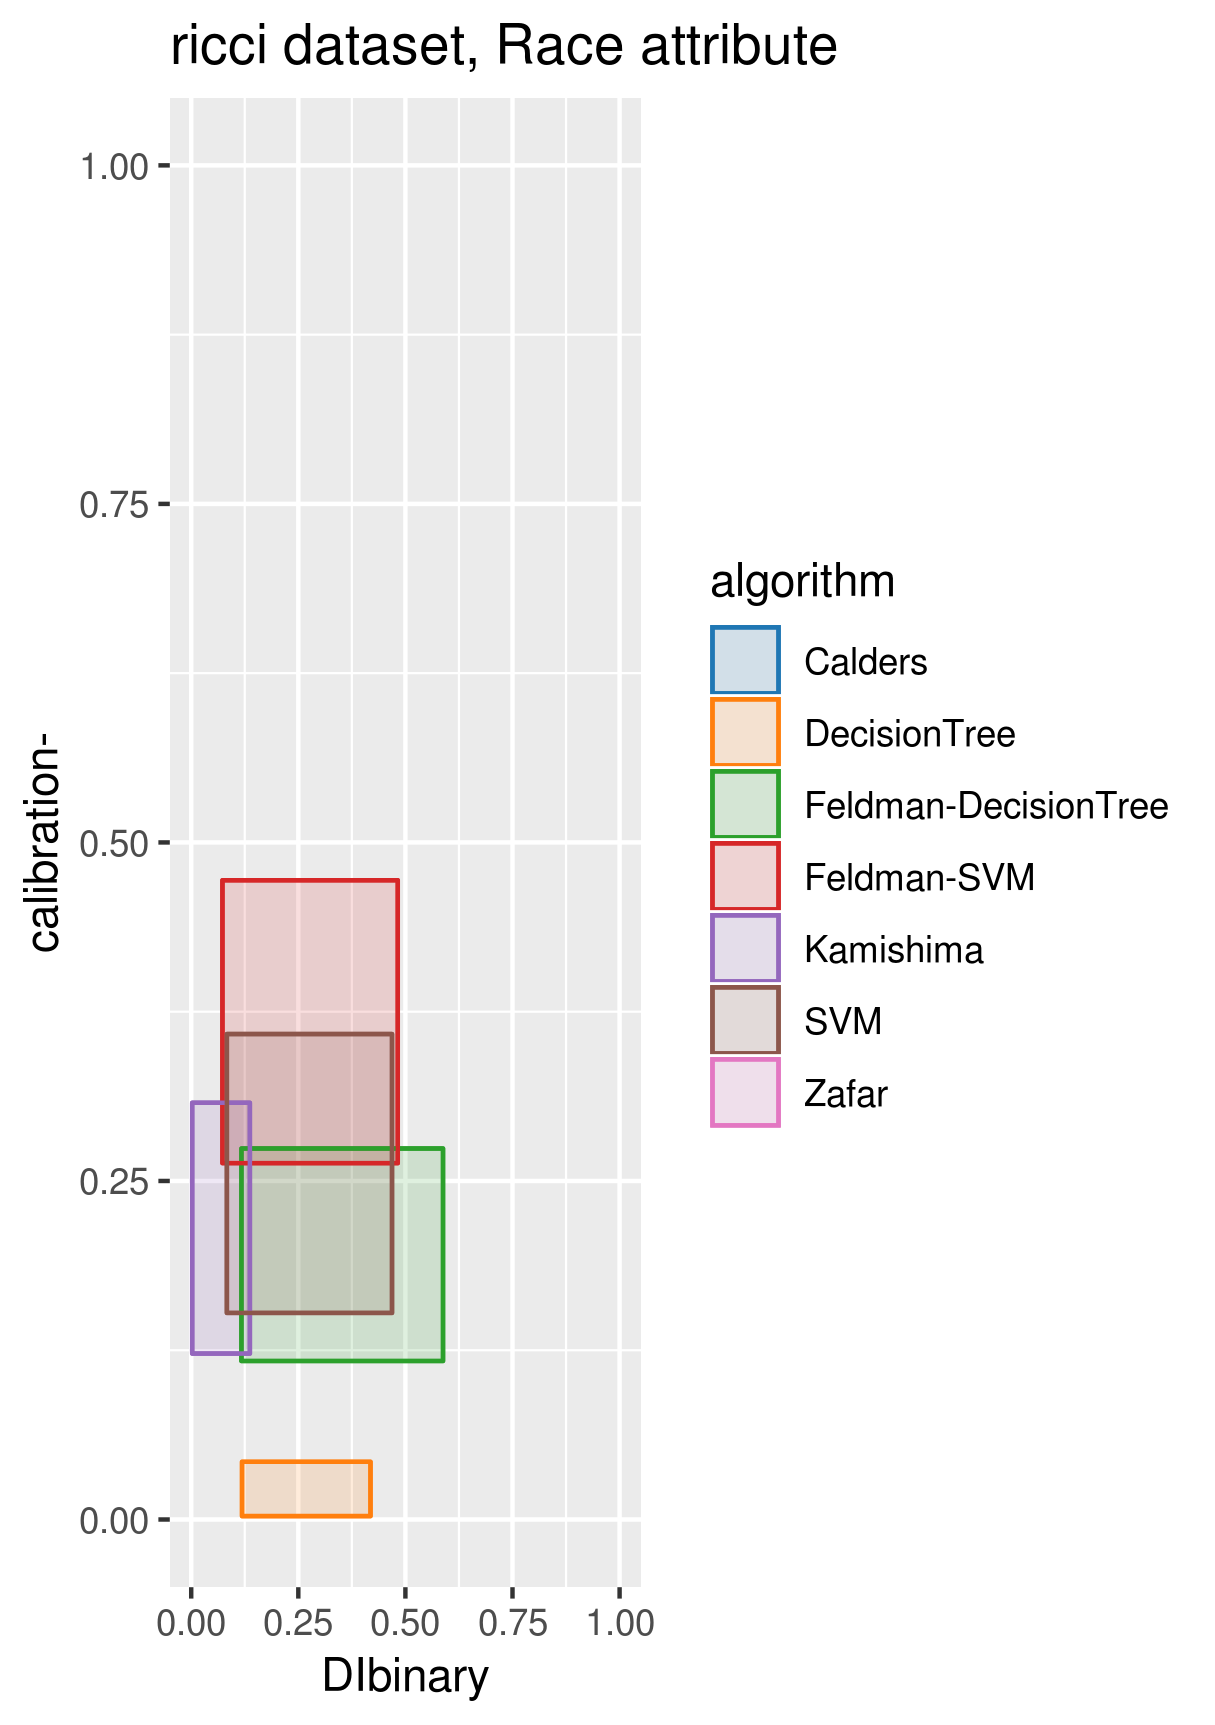 ricci dataset, Race attribute
1.00
0.75
0.50
0.25
0.00
calibration-
0.00 0.25 0.50 0.75 1.00
DIbinary
algorithm
Calders
DecisionTree
Feldman-DecisionTree
Feldman-SVM
Kamishima
SVM
Zafar